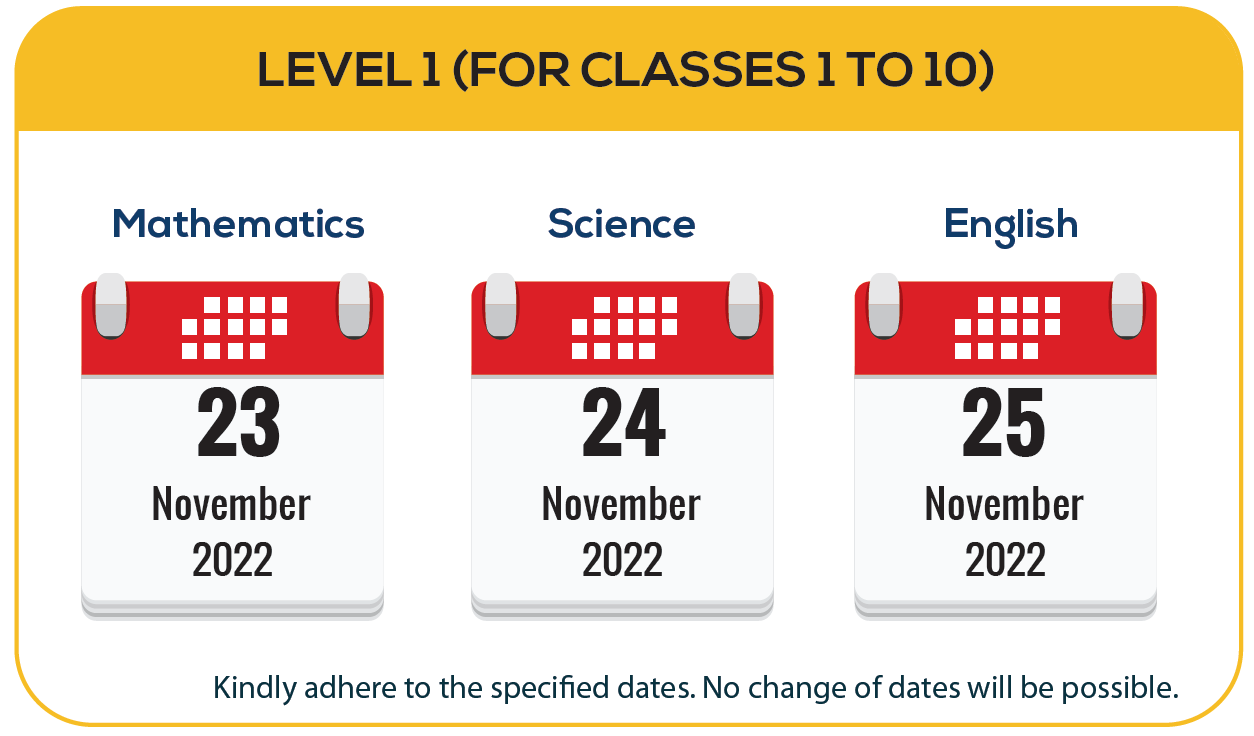 LEVEL 1 (FOR CLASSES 1 TO 10)
Mathematics
23
November
2022
Science
24
November
2022
English
25
November
2022
Kindly adhere to the specified dates. No change of dates will be possible.